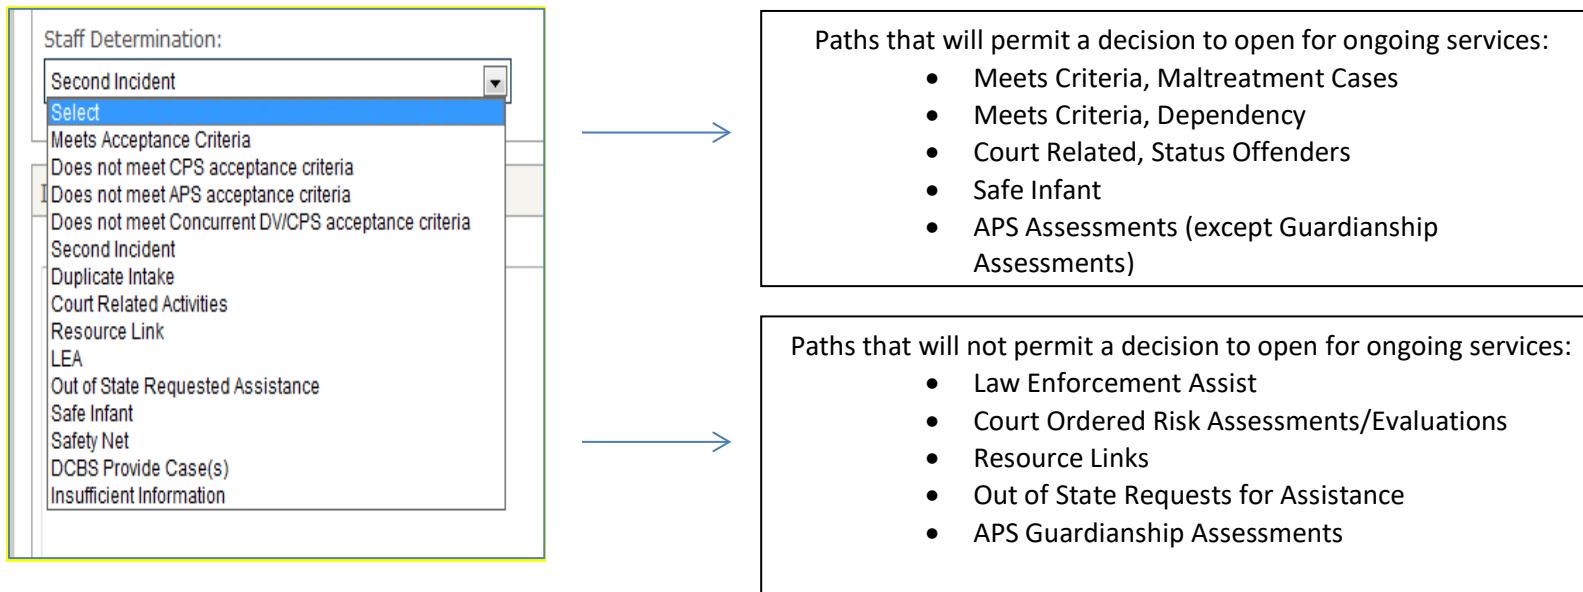 Staff Determination:
Second Incident
Select
Meets Acceptance Criteria
Does not meet CPS acceptance criteria
Does not meet APS acceptance criteria
Does not meet Concurrent DV/CPS acceptance criteria
Second Incident
Duplicate Intake
Court Related Activities
Resource Link
LEA
Out of State Requested Assistance
Safe Infant
Safety Net
DCBS Provide Case(s)
Insufficient Information
Paths that will permit a decision to open for ongoing services:
• Meets Criteria, Maltreatment Cases
• Meets Criteria, Dependency
• Court Related, Status Offenders
• Safe Infant
• APS Assessments (except Guardianship
Assessments)
Paths that will not permit a decision to open for ongoing services:
• Law Enforcement Assist
• Court Ordered Risk Assessments/Evaluations
• Resource Links
• Out of State Requests for Assistance
• APS Guardianship Assessments